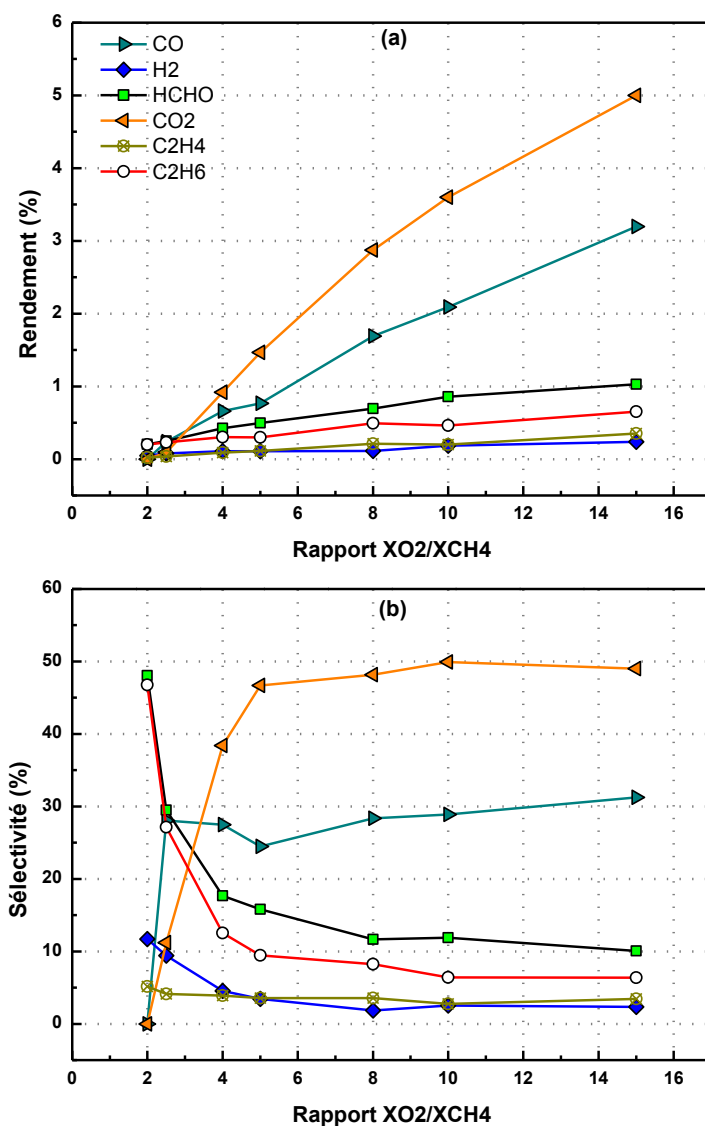 (a)
CO
H2
HCHO
CO2
C2H4
C2H6
6
5
4
3
2
1
0
Rendement (%)
0 2 4 6 8 10 12 14 16
Rapport XO2/XCH4
(b)
60
50
40
30
20
10
0
Sélectivité (%)
0 2 4 6 8 10 12 14 16
Rapport XO2/XCH4